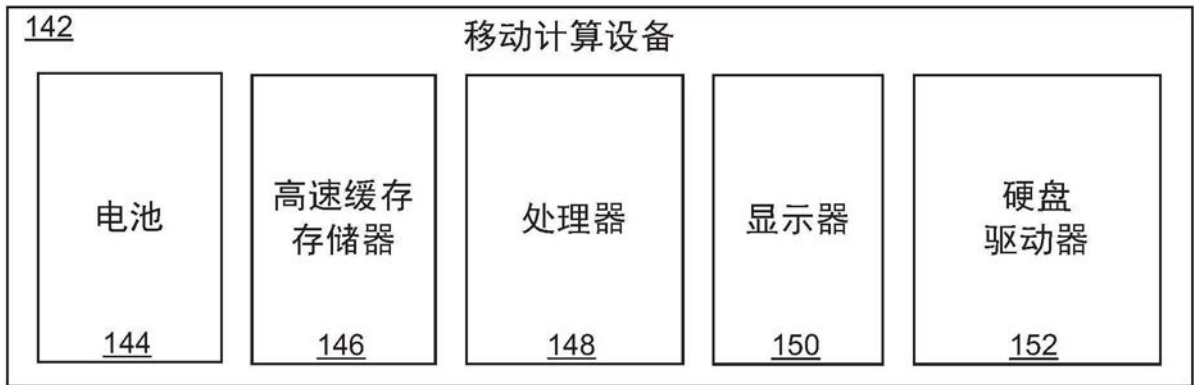 142
移动计算设备
电池
144
高速缓存
存储器
146
处理器
148
显示器
150
硬盘
驱动器
152